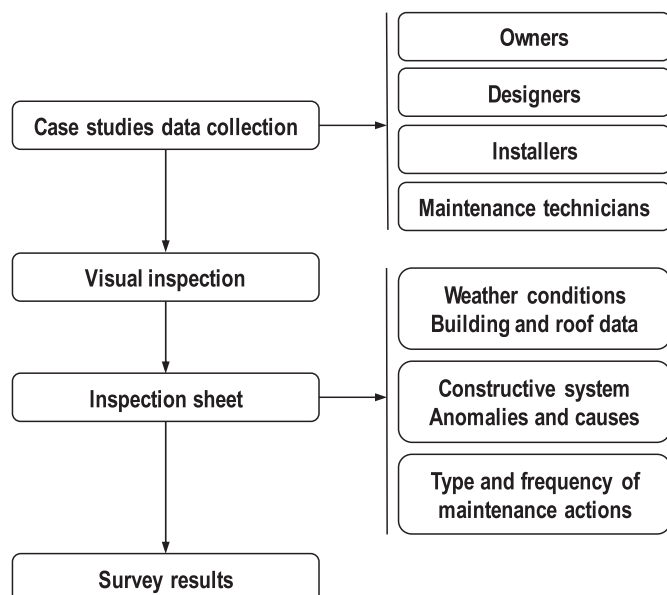 Owners
Designers
Case studies data collection
Installers
Maintenance technicians
Visual inspection
Weather conditions
Building and roof data
Inspection sheet
Constructive system
Anomalies and causes
Type and frequency of
maintenance actions
Survey results